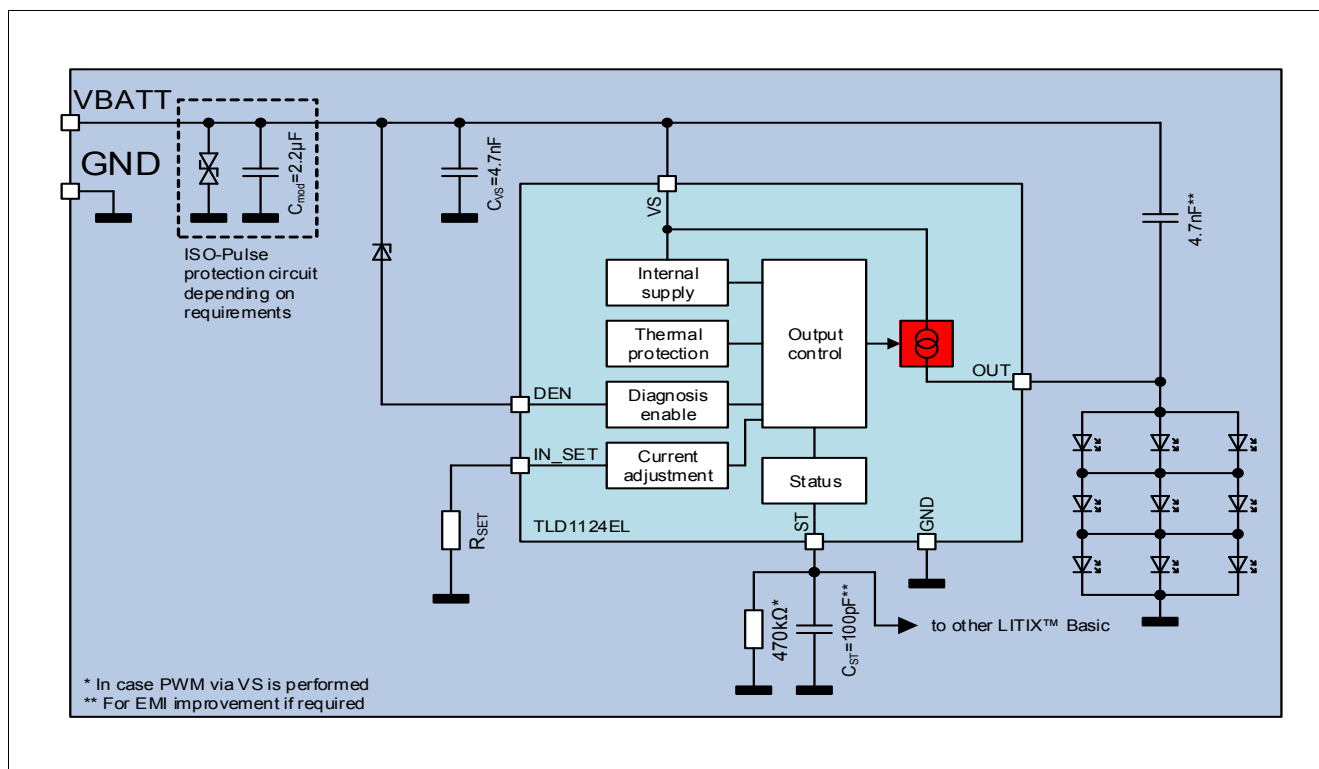 VBATT
GND
Cmod=2.2µF
ISO-Pulse
protection circuit
depending on
requirements
CVS=4.7nF
4.7nF**
VS
Internal
supply
Thermal
protection
Output
control
OUT
DEN
Diagnosis
enable
IN_SET
Current
adjustment
Status
RSET
TLD1124EL
ST
GND
470kΩ*
CST=100pF**
to other LITIX™ Basic
* In case PWM via VS is performed
** For EMI improvement if required